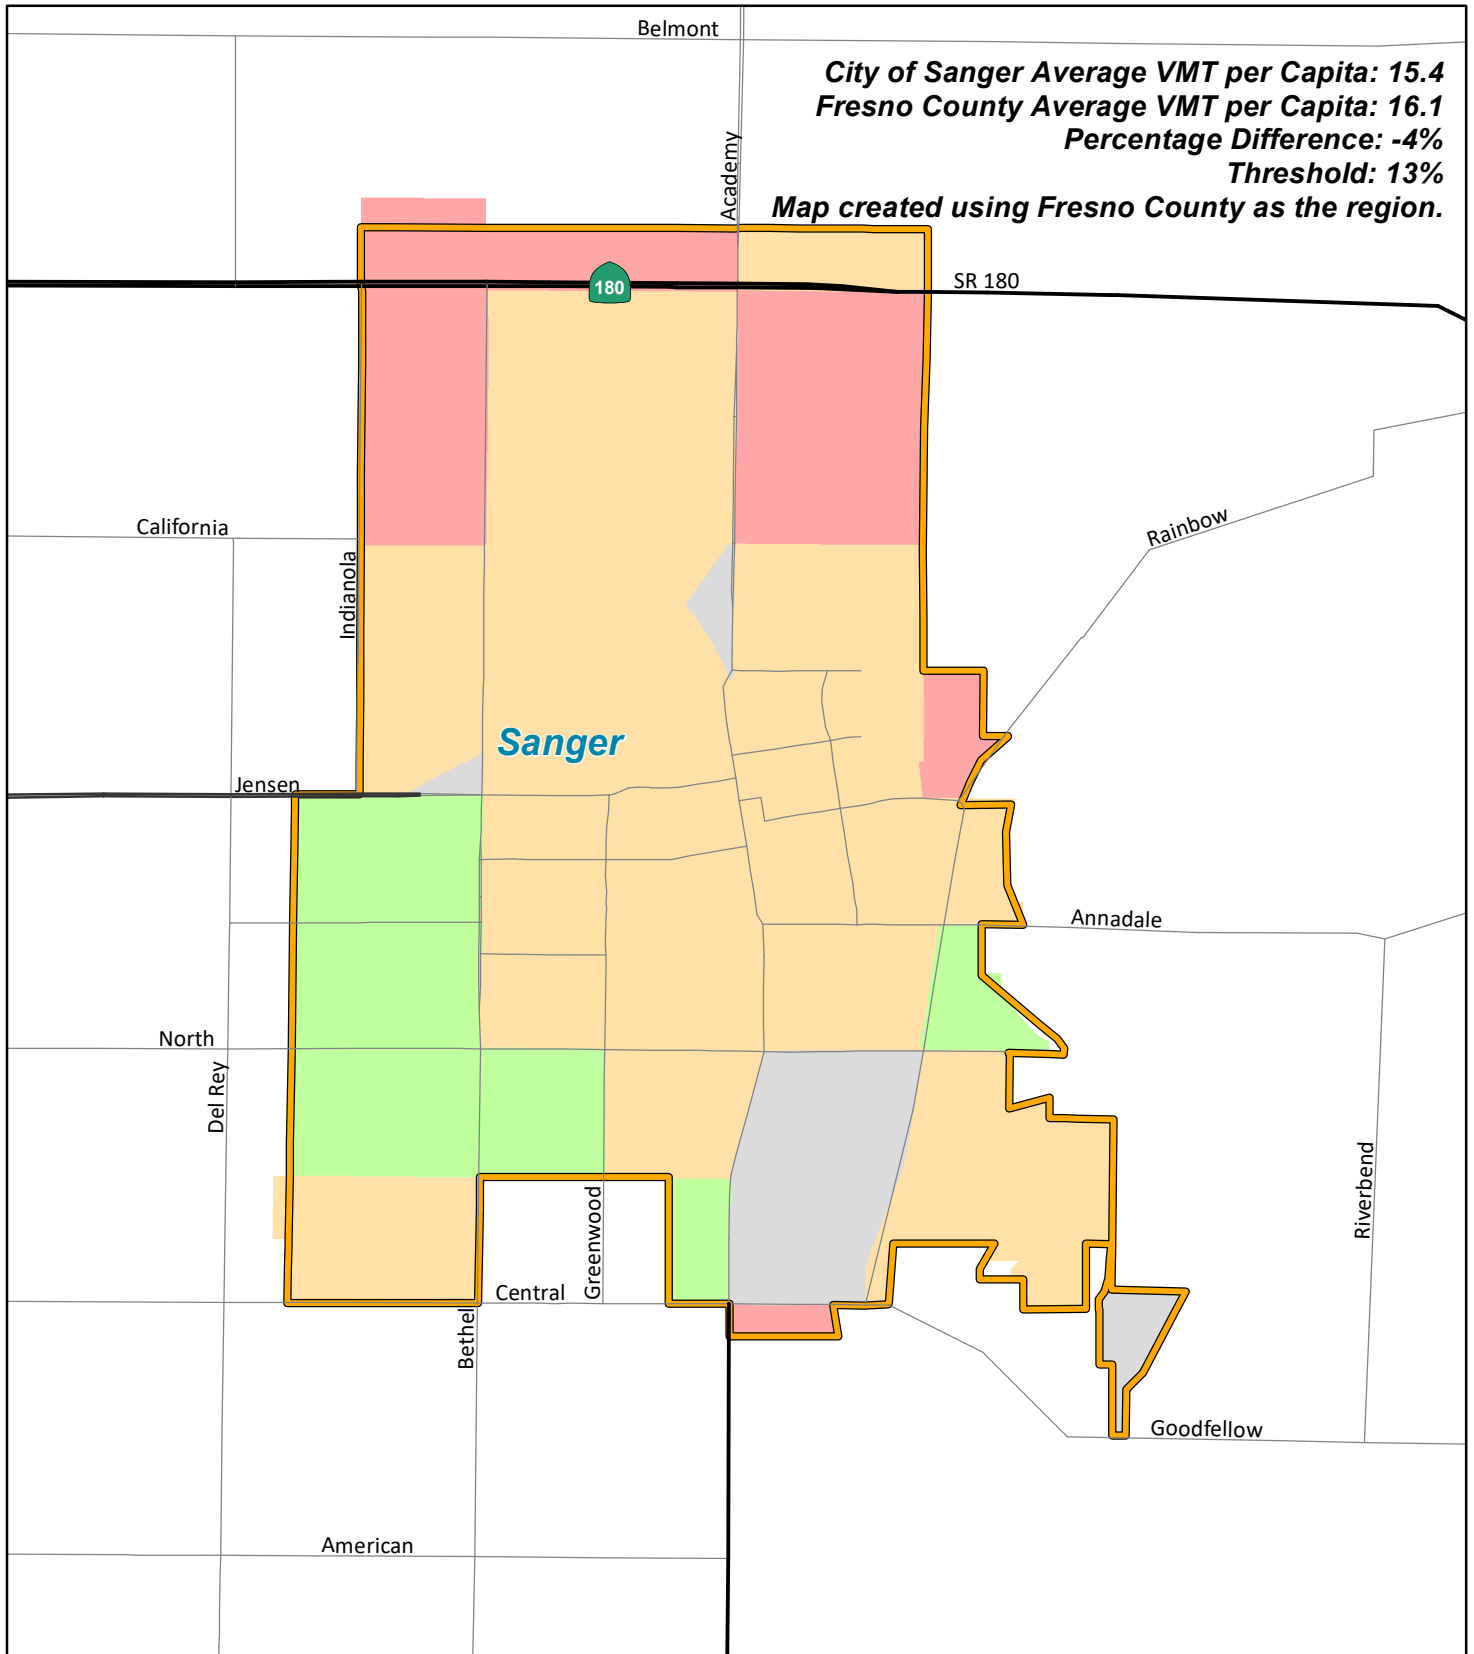 Belmont
City of Sanger Average VMT per Capita: 15.4
Fresno County Average VMT per Capita: 16.1
Percentage Difference: -4%
Threshold: 13%
Map created using Fresno County as the region.
Academy
180
SR 180
California
Rainbow
Indianola
Sanger
Jensen
Annadale
North
Del Rey
Riverbend
Greenwood
Central
Bethel
Goodfellow
American